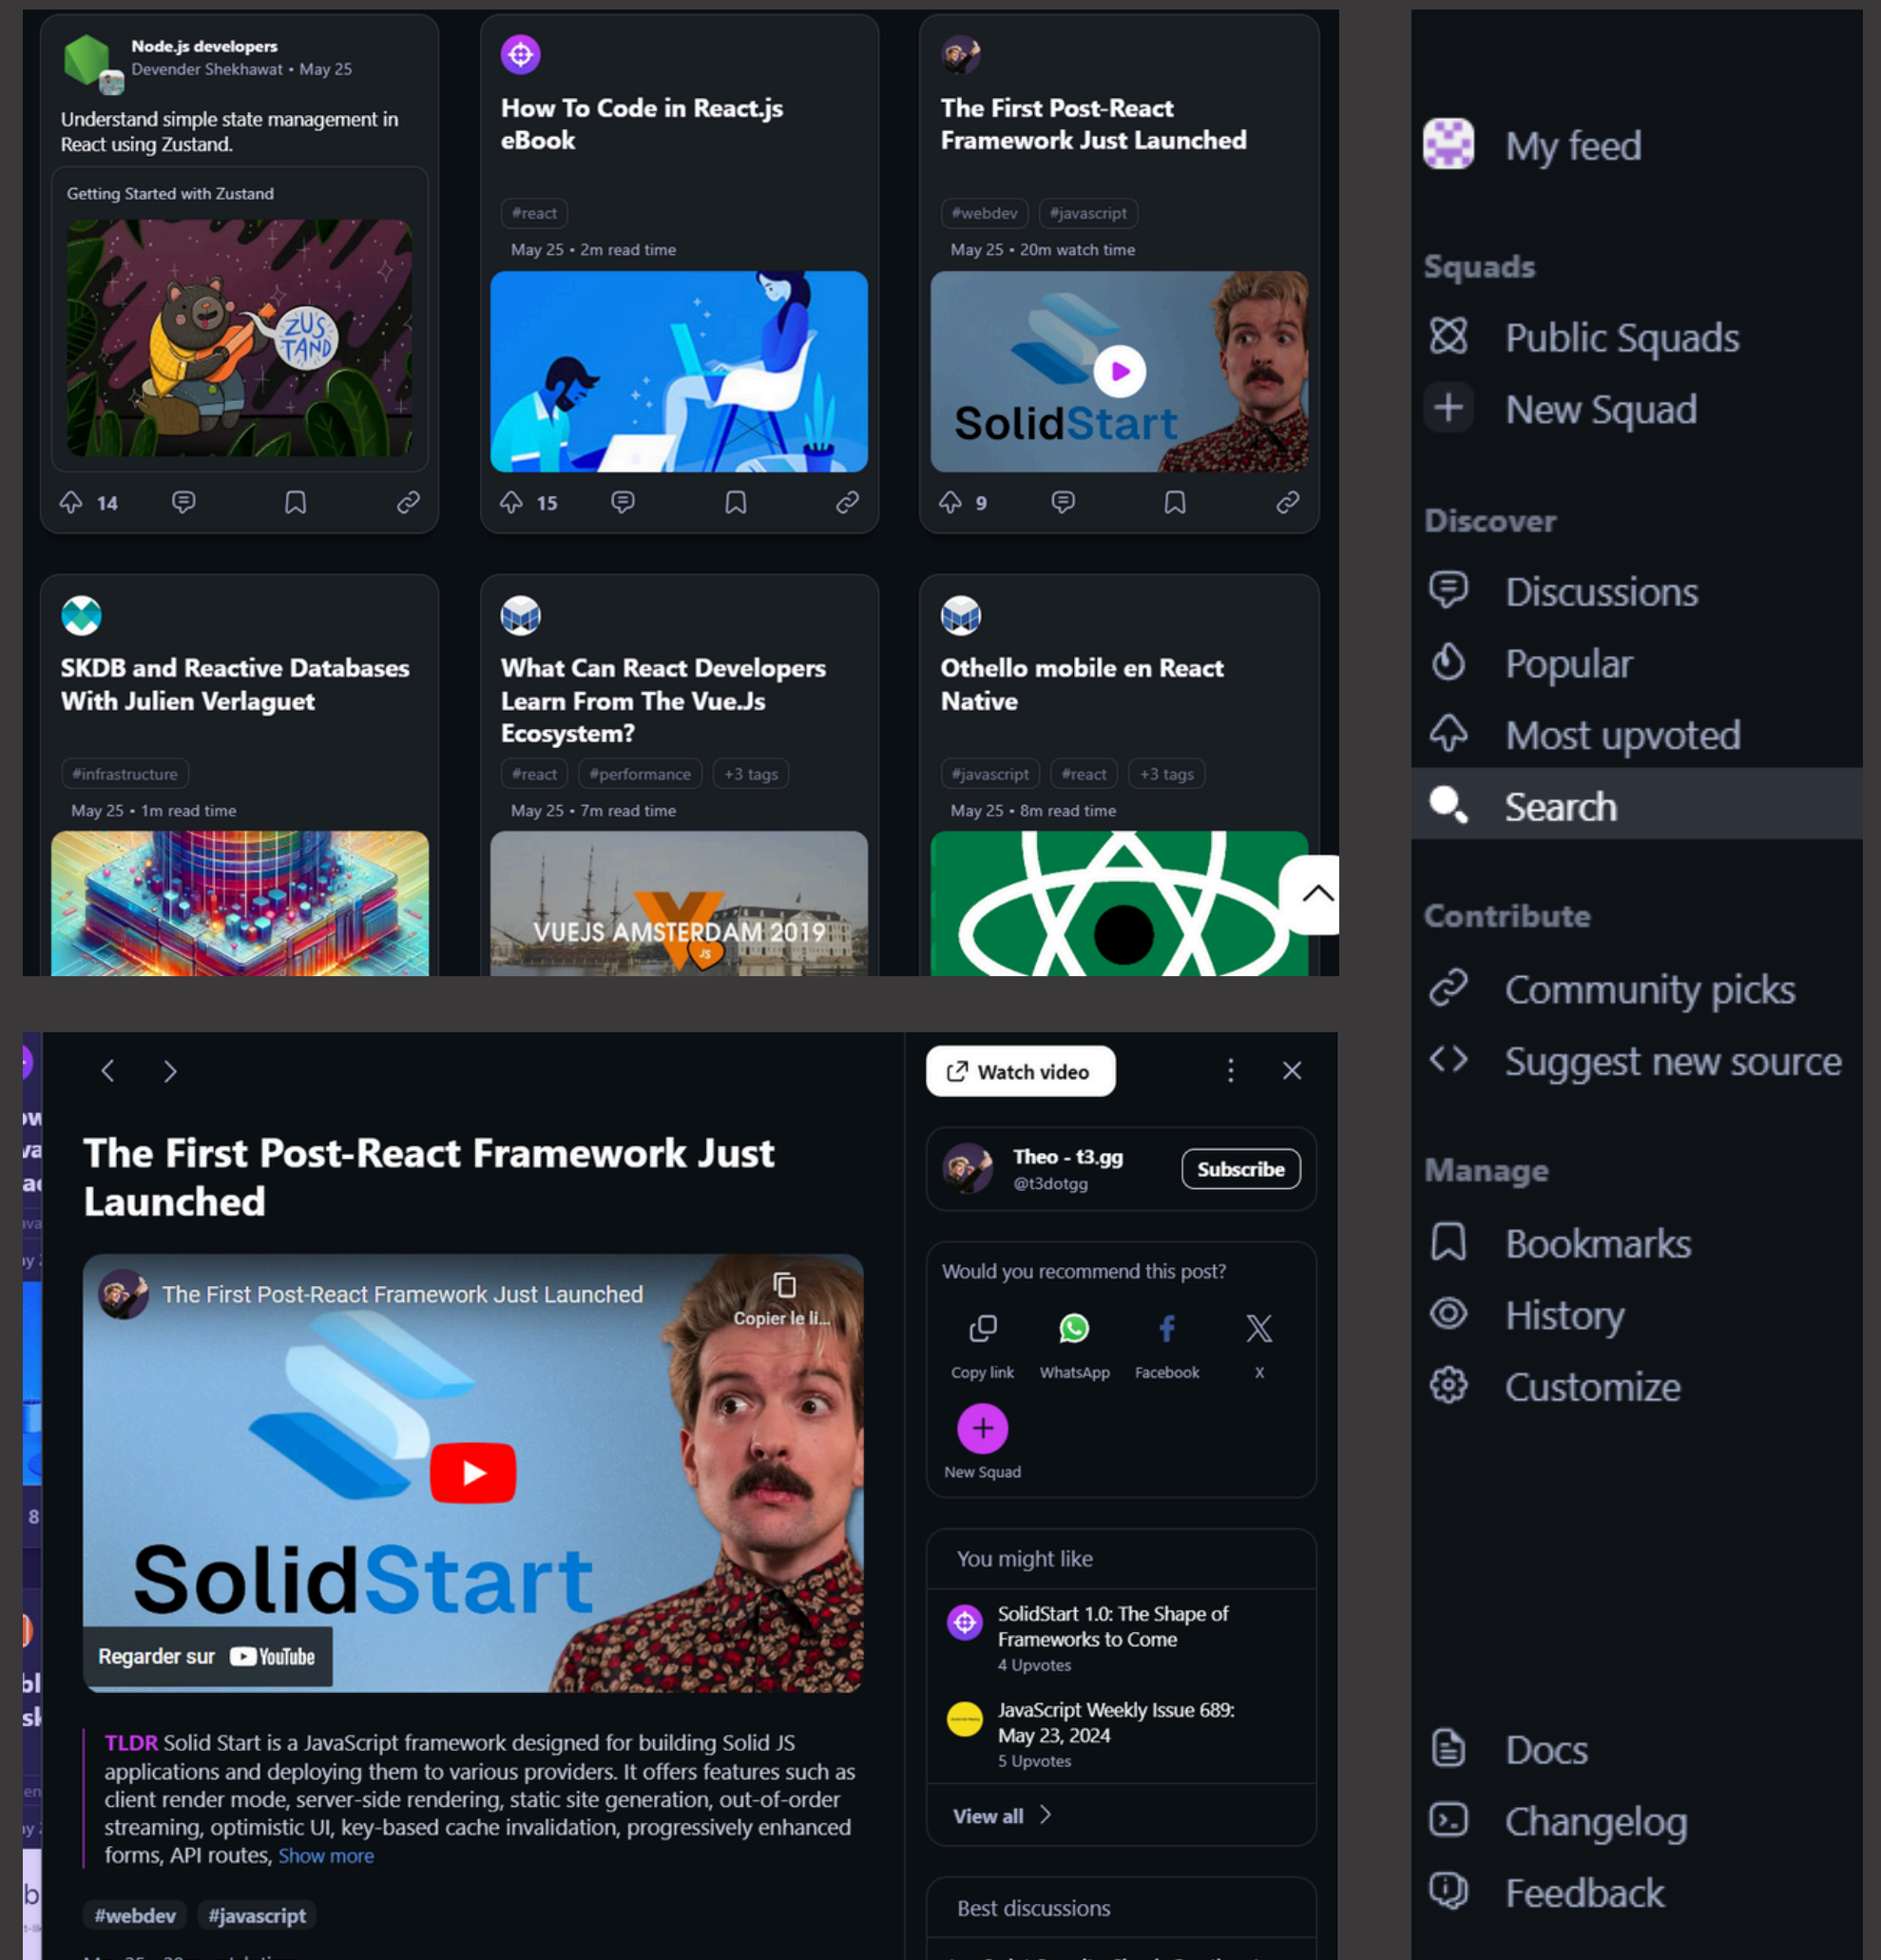 Node.js developers
Devender Shekhawat • May 25
Understand simple state management in
React using Zustand.
Getting Started with Zustand
ZUS
TAND
14
How To Code in React.js
eBook
#react
May 25 • 2m read time
15
The First Post-React
Framework Just Launched
#webdev #javascript
May 25 • 20m watch time
SolidStart
9
SKDB and Reactive Databases
With Julien Verlaguet
#infrastructure
May 25 • 1m read time
What Can React Developers
Learn From The Vue.Js
Ecosystem?
#react #performance +3 tags
May 25 • 7m read time
VUEJS AMSTERDAM 2019
JS
Othello mobile en React
Native
#javascript #react +3 tags
May 25 • 8m read time
8
The First Post-React Framework Just
Launched
The First Post-React Framework Just Launched
Copier le li...
SolidStart
Regarder sur YouTube
TLDR Solid Start is a JavaScript framework designed for building Solid JS
applications and deploying them to various providers. It offers features such as
client render mode, server-side rendering, static site generation, out-of-order
streaming, optimistic UI, key-based cache invalidation, progressively enhanced
forms, API routes, Show more
#webdev #javascript
Watch video
Theo - t3.gg
@t3dotgg
Subscribe
Would you recommend this post?
Copy link WhatsApp Facebook X
New Squad
You might like
SolidStart 1.0: The Shape of
Frameworks to Come
4 Upvotes
JavaScript Weekly Issue 689:
May 23, 2024
5 Upvotes
View all
Best discussions
My feed
Squads
Public Squads
New Squad
Discover
Discussions
Popular
Most upvoted
Search
Contribute
Community picks
Suggest new source
Manage
Bookmarks
History
Customize
Docs
Changelog
Feedback